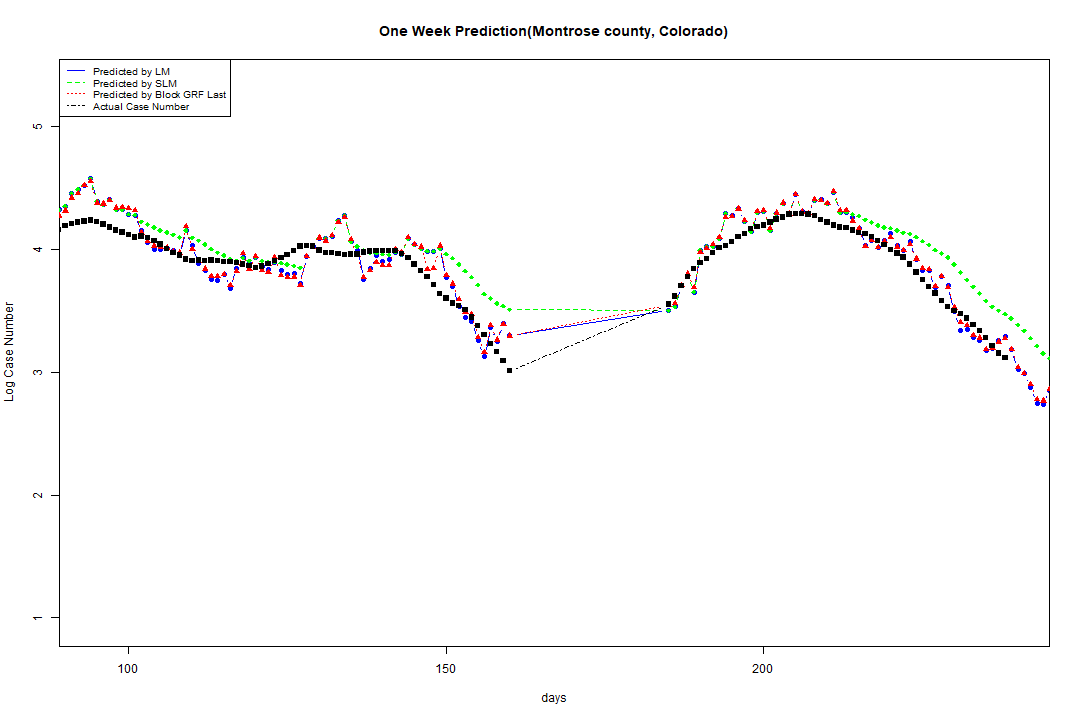 One Week Prediction(Montrose county, Colorado)
Predicted by LM
Predicted by SLM
Predicted by Block GRF Last
Actual Case Number
5
4
3
2
1
Log Case Number
100 150 200
days